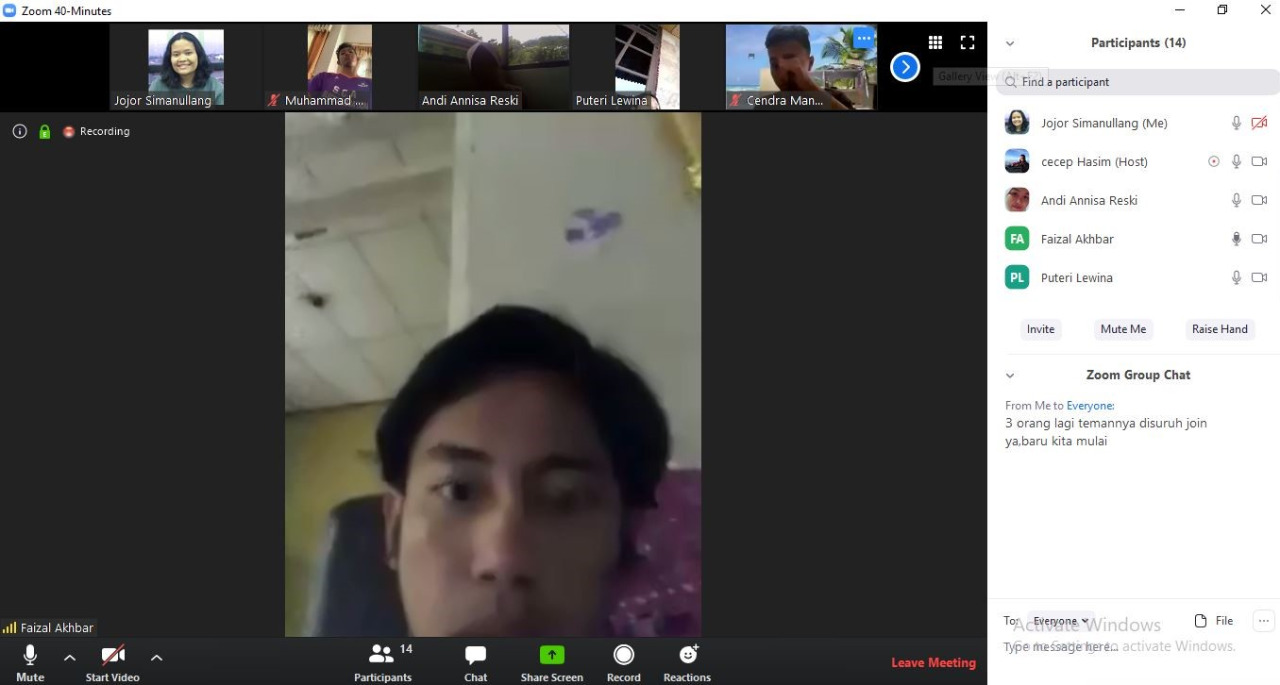 Zoom 40-Minutes
Jojor Simanullang
Muhammad ...
Andi Annisa Reski
Puteri Lewina
Cendra Man...
Gallery View
Recording
Participants (14)
Find a participant
Jojor Simanullang (Me)
cecep Hasim (Host)
Andi Annisa Reski
FA Faizal Akhbar
PL Puteri Lewina
Invite Mute Me Raise Hand
Zoom Group Chat
From Me to Everyone:
3 orang lagi temannya disuruh join
ya,baru kita mulai
Faizal Akhbar
To: Everyone File
Activate Windows
Type message here...
Go to Settings to activate Windows.
14
Mute Start Video Participants Chat Share Screen Record Reactions Leave Meeting